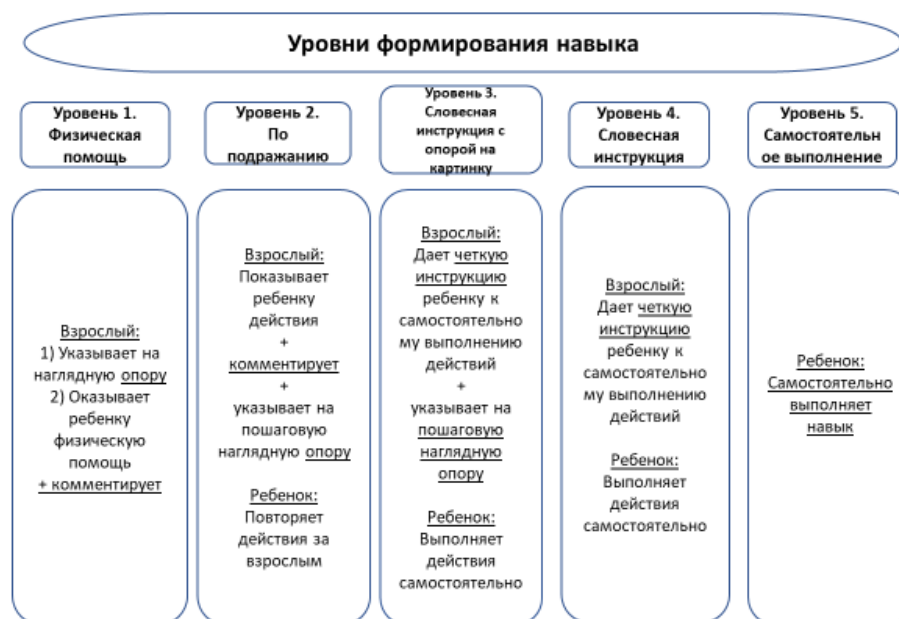 Уровни формирования навыка
Уровень 1.
Физическая
помощь
Уровень 2.
По
подражанию
Уровень 3.
Словесная
инструкция с
опорой на
картинку
Уровень 4.
Словесная
инструкция
Уровень 5.
Самостоятельн
ое выполнение
Взрослый:
1) Указывает на
наглядную опору
2) Оказывает
ребенку
физическую
помощь
+ комментирует
Взрослый:
Показывает
ребенку
действия
+
комментирует
+
указывает на
пошаговую
наглядную опору
Ребенок:
Повторяет
действия за
взрослым
Взрослый:
Дает четкую
инструкцию
ребенку к
самостоятельно
му выполнению
действий
+
указывает на
пошаговую
наглядную
опору
Ребенок:
Выполняет
действия
самостоятельно
Взрослый:
Дает четкую
инструкцию
ребенку к
самостоятельно
му выполнению
действий
Ребенок:
Выполняет
действия
самостоятельно
Ребенок:
Самостоятельно
выполняет
навык